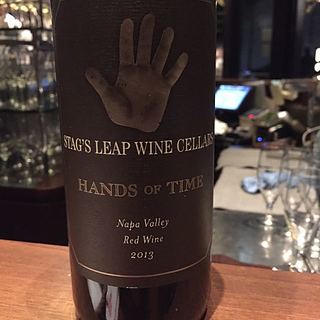 STAG'S LEAP WINE CELLARS
HANDS OF TIME
Napa Valley
Red Wine
2013